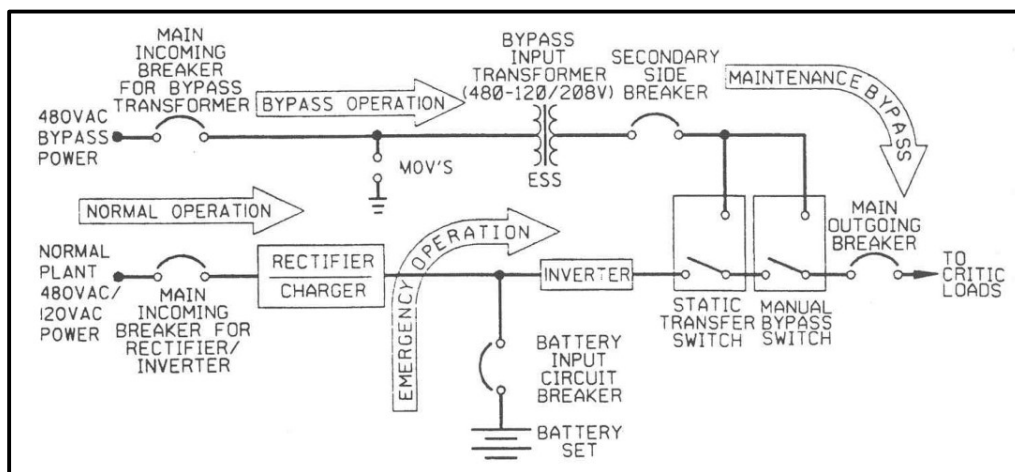 MAIN
INCOMING
BREAKER
FOR BYPASS
TRANSFORMER
480VAC
BYPASS
POWER
BYPASS OPERATION
BYPASS
INPUT
TRANSFORMER
(480-120/208V)
SECONDARY
SIDE
BREAKER
MAINTENANCE BYPASS
MOV'S
ESS
NORMAL OPERATION
NORMAL
PLANT
480VAC/
120VAC
POWER
MAIN
INCOMING
BREAKER FOR
RECTIFIER/
INVERTER
RECTIFIER
CHARGER
EMERGENCY OPERATION
INVERTER
BATTERY
INPUT
CIRCUIT
BREAKER
BATTERY
SET
STATIC
TRANSFER
SWITCH
MANUAL
BYPASS
SWITCH
MAIN
OUTGOING
BREAKER
TO
CRITIC
LOADS